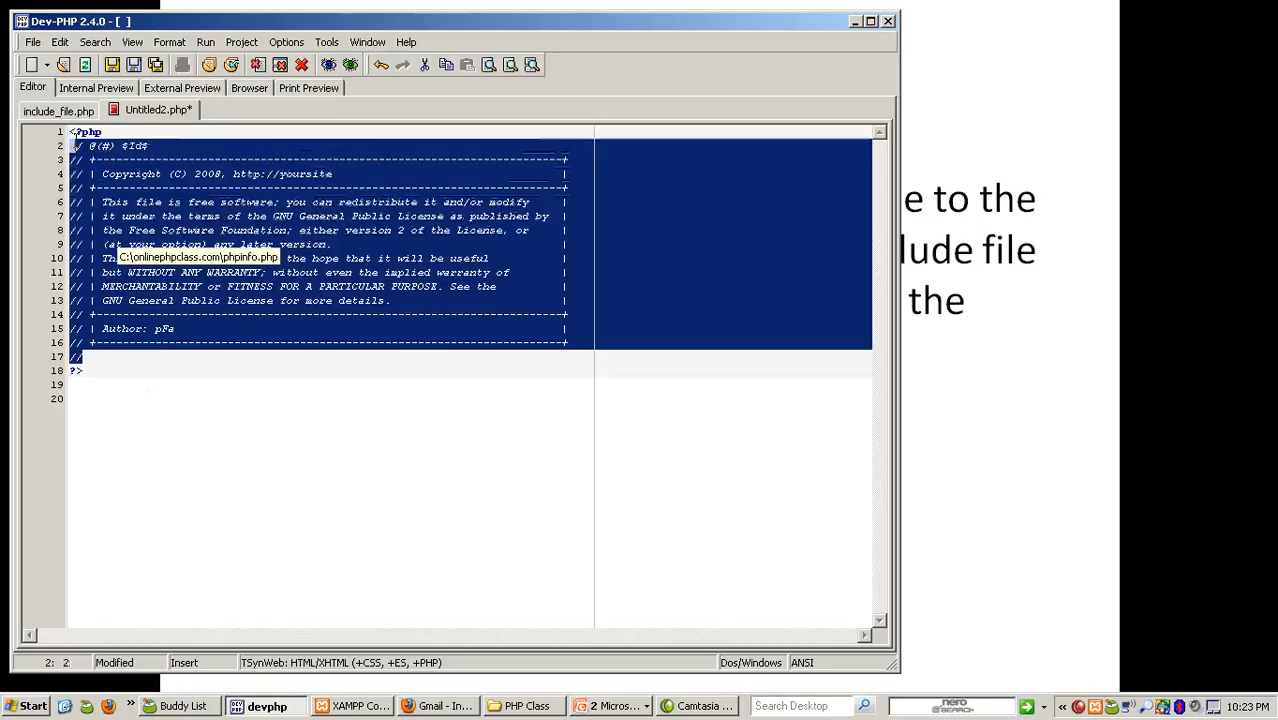 Dev-PHP 2.4.0 - [ ]
File Edit Search View Format Run Project Options Tools Window Help
Editor Internal Preview External Preview Browser Print Preview
include_file.php Untitled2.php*
1 <?php
2 // @(#) $Id$
3 // +----------------------------------------------------------------------+
4 // | Copyright (C) 2008, http://yoursite |
5 // +----------------------------------------------------------------------+
6 // | This file is free software; you can redistribute it and/or modify |
7 // | it under the terms of the GNU General Public License as published by |
8 // | the Free Software Foundation; either version 2 of the License, or |
9 // | (at your option) any later version. |
C:\onlinephpclass.com\phpinfo.php
10 // | Th the hope that it will be useful |
11 // | but WITHOUT ANY WARRANTY; without even the implied warranty of |
12 // | MERCHANTABILITY or FITNESS FOR A PARTICULAR PURPOSE. See the |
13 // | GNU General Public License for more details. |
14 // +----------------------------------------------------------------------+
15 // | Author: pFa |
16 // +----------------------------------------------------------------------+
17 //
18 ?>
19
20
e to the
lude file
the
2: 2 Modified Insert TSynWeb: HTML/XHTML (+CSS, +ES, +PHP) Dos/Windows ANSI
Start Buddy List devphp XAMPP Co... Gmail - ... PHP Class 2 Micros... Camtasia ... Search Desktop nero @SEARCH 10:23 PM